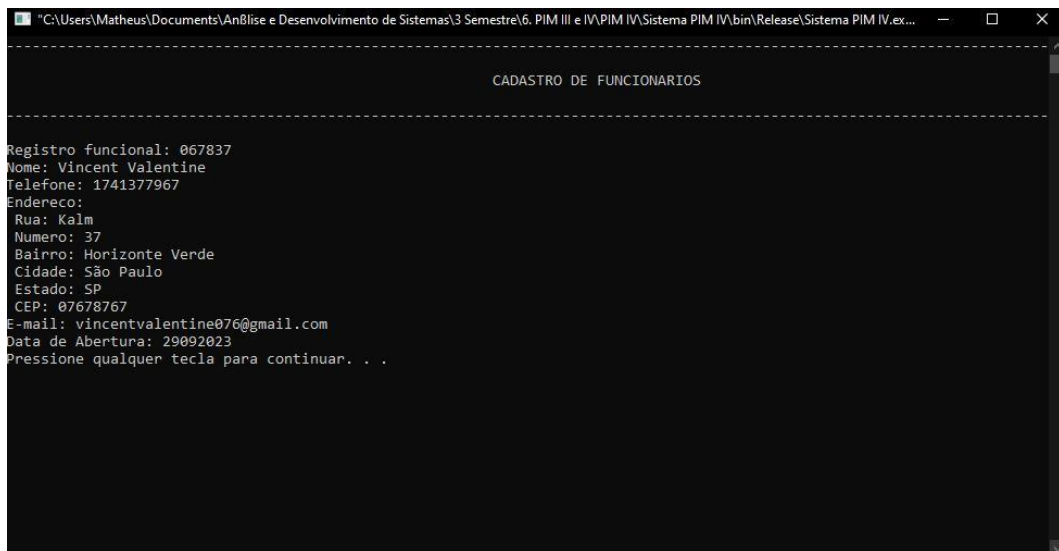 "C:\Users\Matheus\Documents\Anßlise e Desenvolvimento de Sistemas\3 Semestre\6. PIM III e IV\PIM IV\Sistema PIM IV\bin\Release\Sistema PIM IV.ex...
CADASTRO DE FUNCIONARIOS
Registro funcional: 067837
Nome: Vincent Valentine
Telefone: 1741377967
Endereco:
Rua: Kalm
Numero: 37
Bairro: Horizonte Verde
Cidade: São Paulo
Estado: SP
CEP: 07678767
E-mail: vincentvalentine076@gmail.com
Data de Abertura: 29092023
Pressione qualquer tecla para continuar. . .